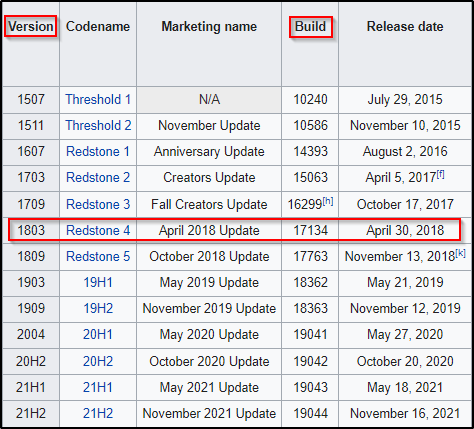 Version Codename Marketing name Build Release date
1507 Threshold 1 N/A 10240 July 29, 2015
1511 Threshold 2 November Update 10586 November 10, 2015
1607 Redstone 1 Anniversary Update 14393 August 2, 2016
1703 Redstone 2 Creators Update 15063 April 5, 2017[f]
1709 Redstone 3 Fall Creators Update 16299[h] October 17, 2017
1803 Redstone 4 April 2018 Update 17134 April 30, 2018
1809 Redstone 5 October 2018 Update 17763 November 13, 2018[k]
1903 19H1 May 2019 Update 18362 May 21, 2019
1909 19H2 November 2019 Update 18363 November 12, 2019
2004 20H1 May 2020 Update 19041 May 27, 2020
20H2 20H2 October 2020 Update 19042 October 20, 2020
21H1 21H1 May 2021 Update 19043 May 18, 2021
21H2 21H2 November 2021 Update 19044 November 16, 2021